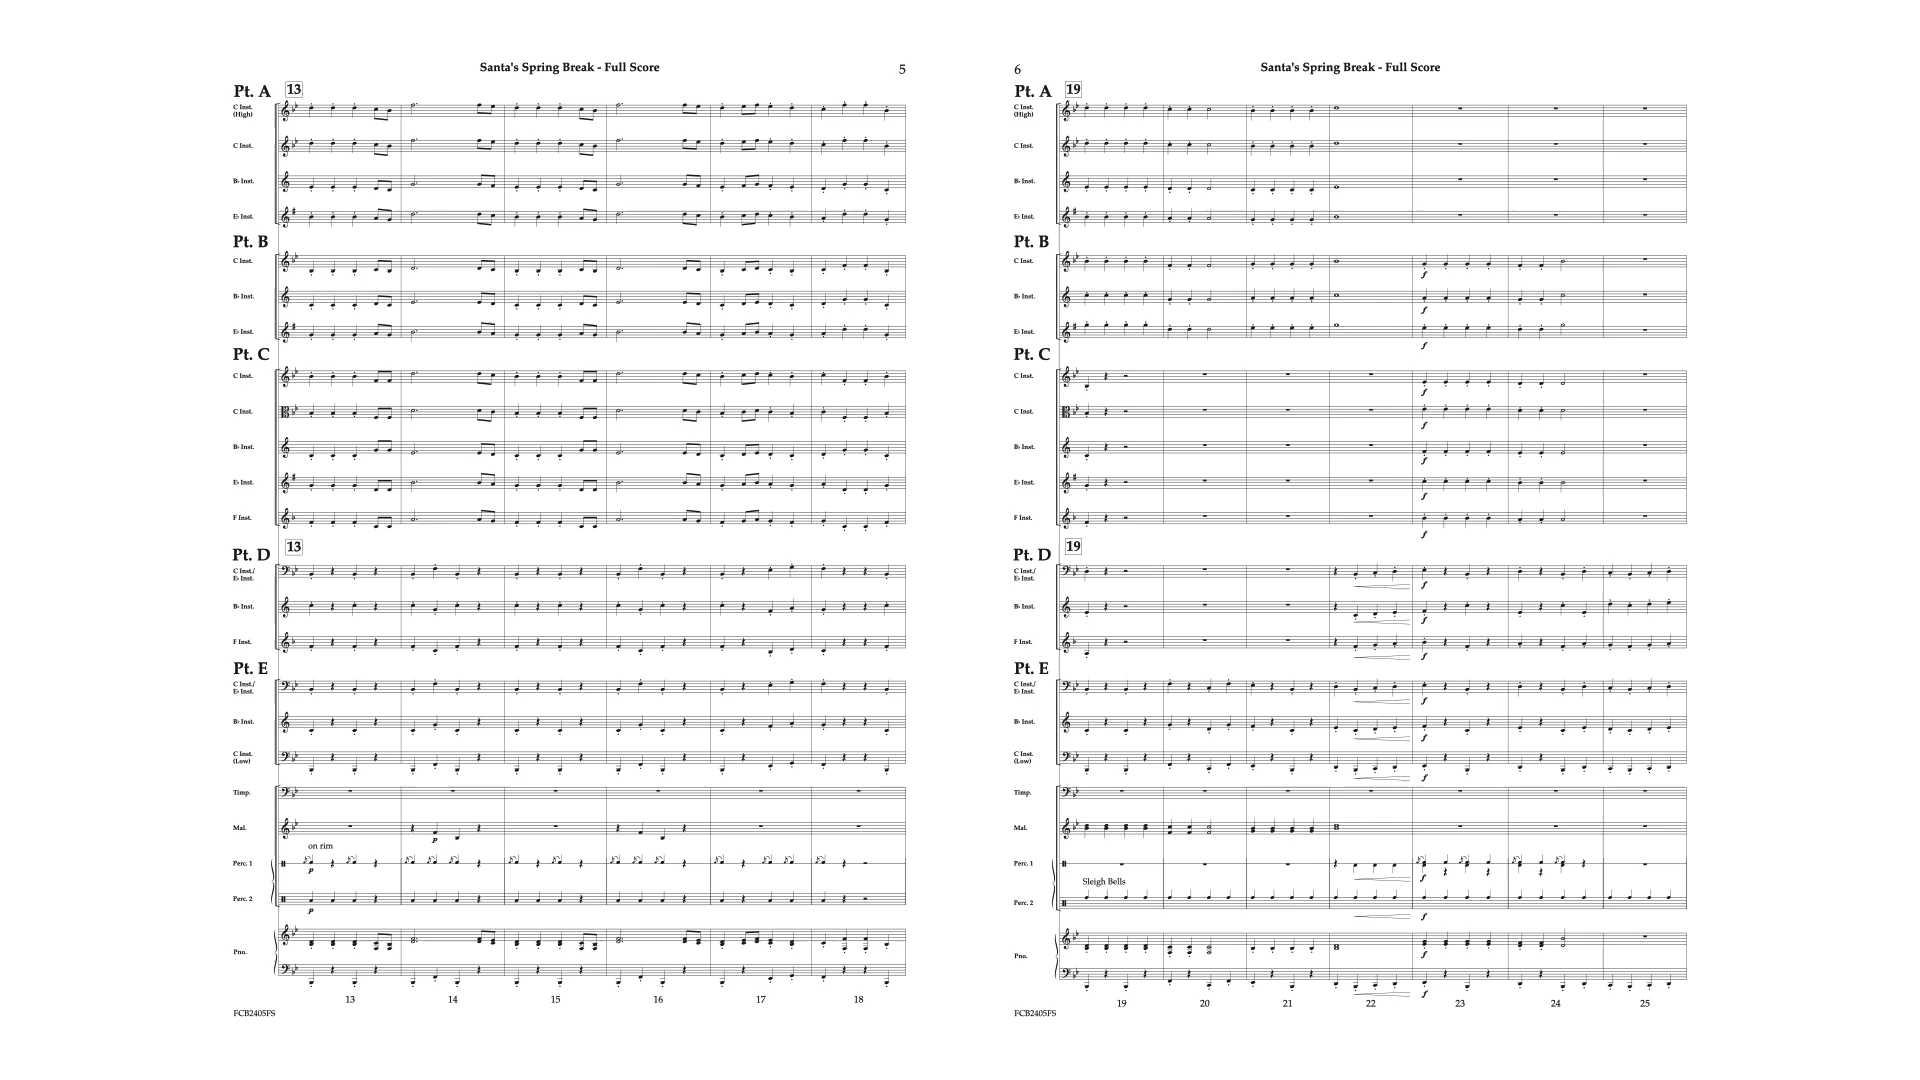 Santa's Spring Break - Full Score
5
Pt. A
13
C Inst.
(High)
C Inst.
B♭ Inst.
E♭ Inst.
Pt. B
C Inst.
B♭ Inst.
E♭ Inst.
Pt. C
C Inst.
C Inst.
B♭ Inst.
E♭ Inst.
F Inst.
Pt. D
13
C Inst./
E♭ Inst.
B♭ Inst.
F Inst.
Pt. E
C Inst./
E♭ Inst.
B♭ Inst.
C Inst.
(Low)
Timp.
Mal.
p
on rim
Perc. 1
p
Perc. 2
p
Pno.
13 14 15 16 17 18
FCB2405FS
6
Santa's Spring Break - Full Score
Pt. A
19
C Inst.
(High)
C Inst.
B♭ Inst.
E♭ Inst.
Pt. B
C Inst.
f
B♭ Inst.
f
E♭ Inst.
f
Pt. C
C Inst.
f
C Inst.
f
B♭ Inst.
f
E♭ Inst.
f
F Inst.
f
Pt. D
19
C Inst./
E♭ Inst.
f
B♭ Inst.
f
F Inst.
f
Pt. E
C Inst./
E♭ Inst.
f
B♭ Inst.
f
C Inst.
(Low)
f
Timp.
Mal.
Perc. 1
f
Sleigh Bells
Perc. 2
f
Pno.
f
f
19 20 21 22 23 24 25
FCB2405FS